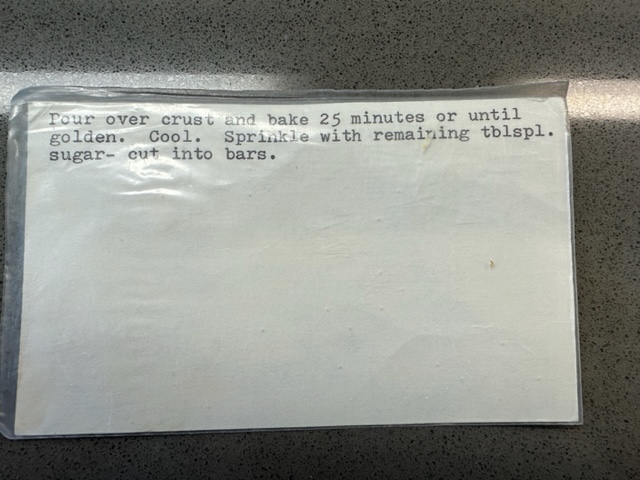 Pour over crust and bake 25 minutes or until
golden.  Cool.  Sprinkle with remaining tblspl.
sugar- cut into bars.